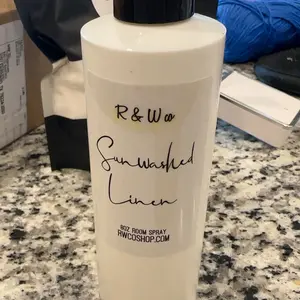 R & W co
Sunwashed
Linen
8OZ ROOM SPRAY
RWCOSHOP.COM